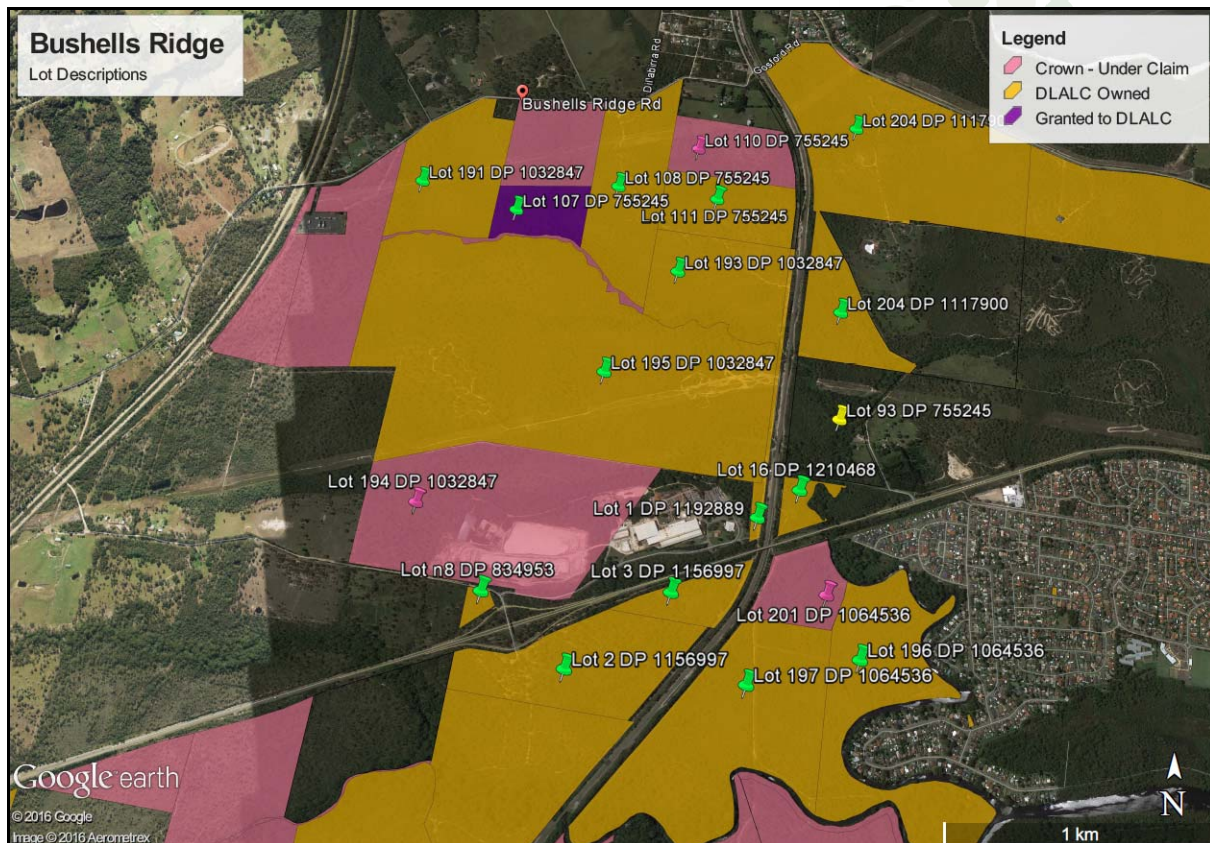 Bushells Ridge
Lot Descriptions
Legend
Crown - Under Claim
DLALC Owned
Granted to DLALC
Gosford Rd
Bushells Ridge Rd
Lot 204 DP
Lot 110 DP 755245
Lot 191 DP 1032847
Lot 108 DP 755245
Lot 107 DP 755245
Lot 111 DP 755245
Lot 193 DP 1032847
Lot 204 DP 1117900
Lot 195 DP 1032847
Lot 93 DP 755245
Lot 16 DP 1210468
Lot 194 DP 1032847
Lot 1 DP 1192889
Lot n8 DP 834953
Lot 3 DP 1156997
Lot 201 DP 1064536
Lot 196 DP 1064536
Lot 2 DP 1156997
Lot 197 DP 1064536
Google earth
© 2016 Google
Image © 2016 Aerometrex
N
1 km